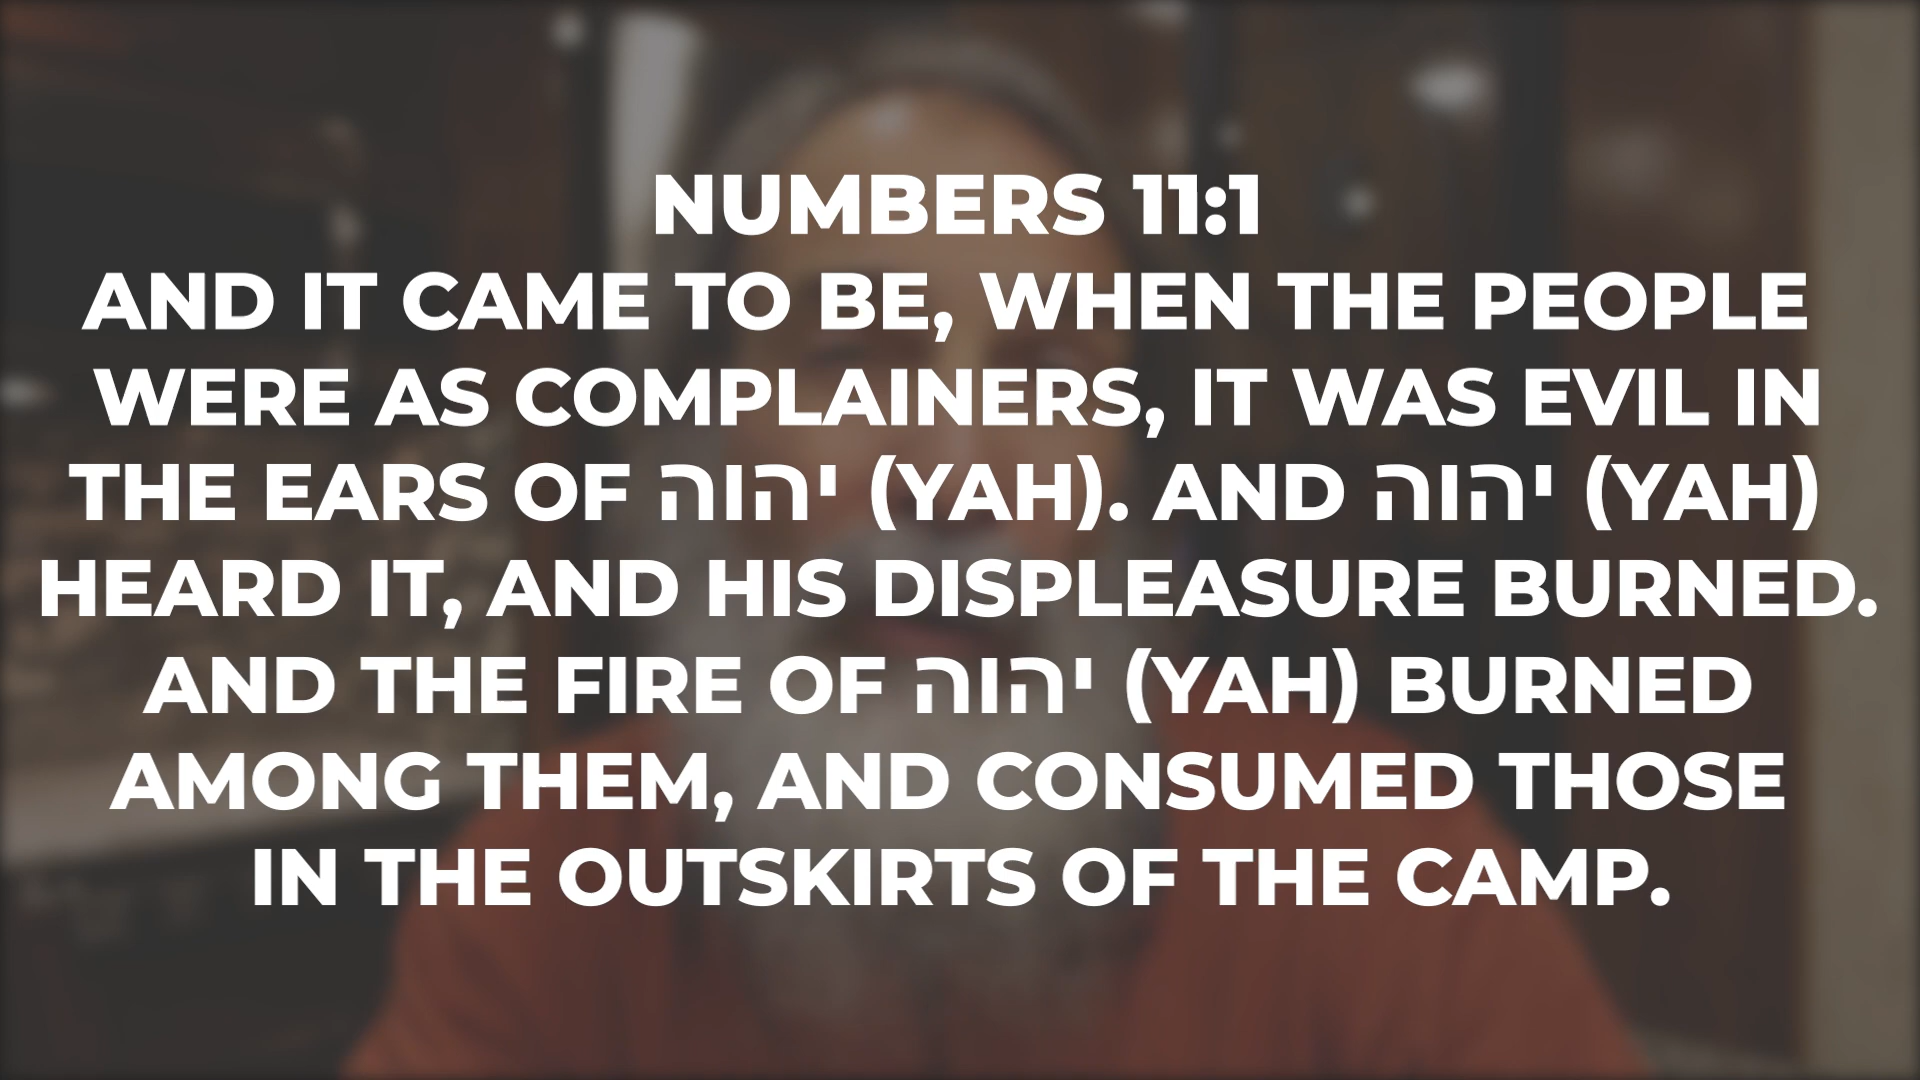 NUMBERS 11:1
AND IT CAME TO BE, WHEN THE PEOPLE
WERE AS COMPLAINERS, IT WAS EVIL IN
THE EARS OF יהוה (YAH). AND יהוה (YAH)
HEARD IT, AND HIS DISPLEASURE BURNED.
AND THE FIRE OF יהוה (YAH) BURNED
AMONG THEM, AND CONSUMED THOSE
IN THE OUTSKIRTS OF THE CAMP.